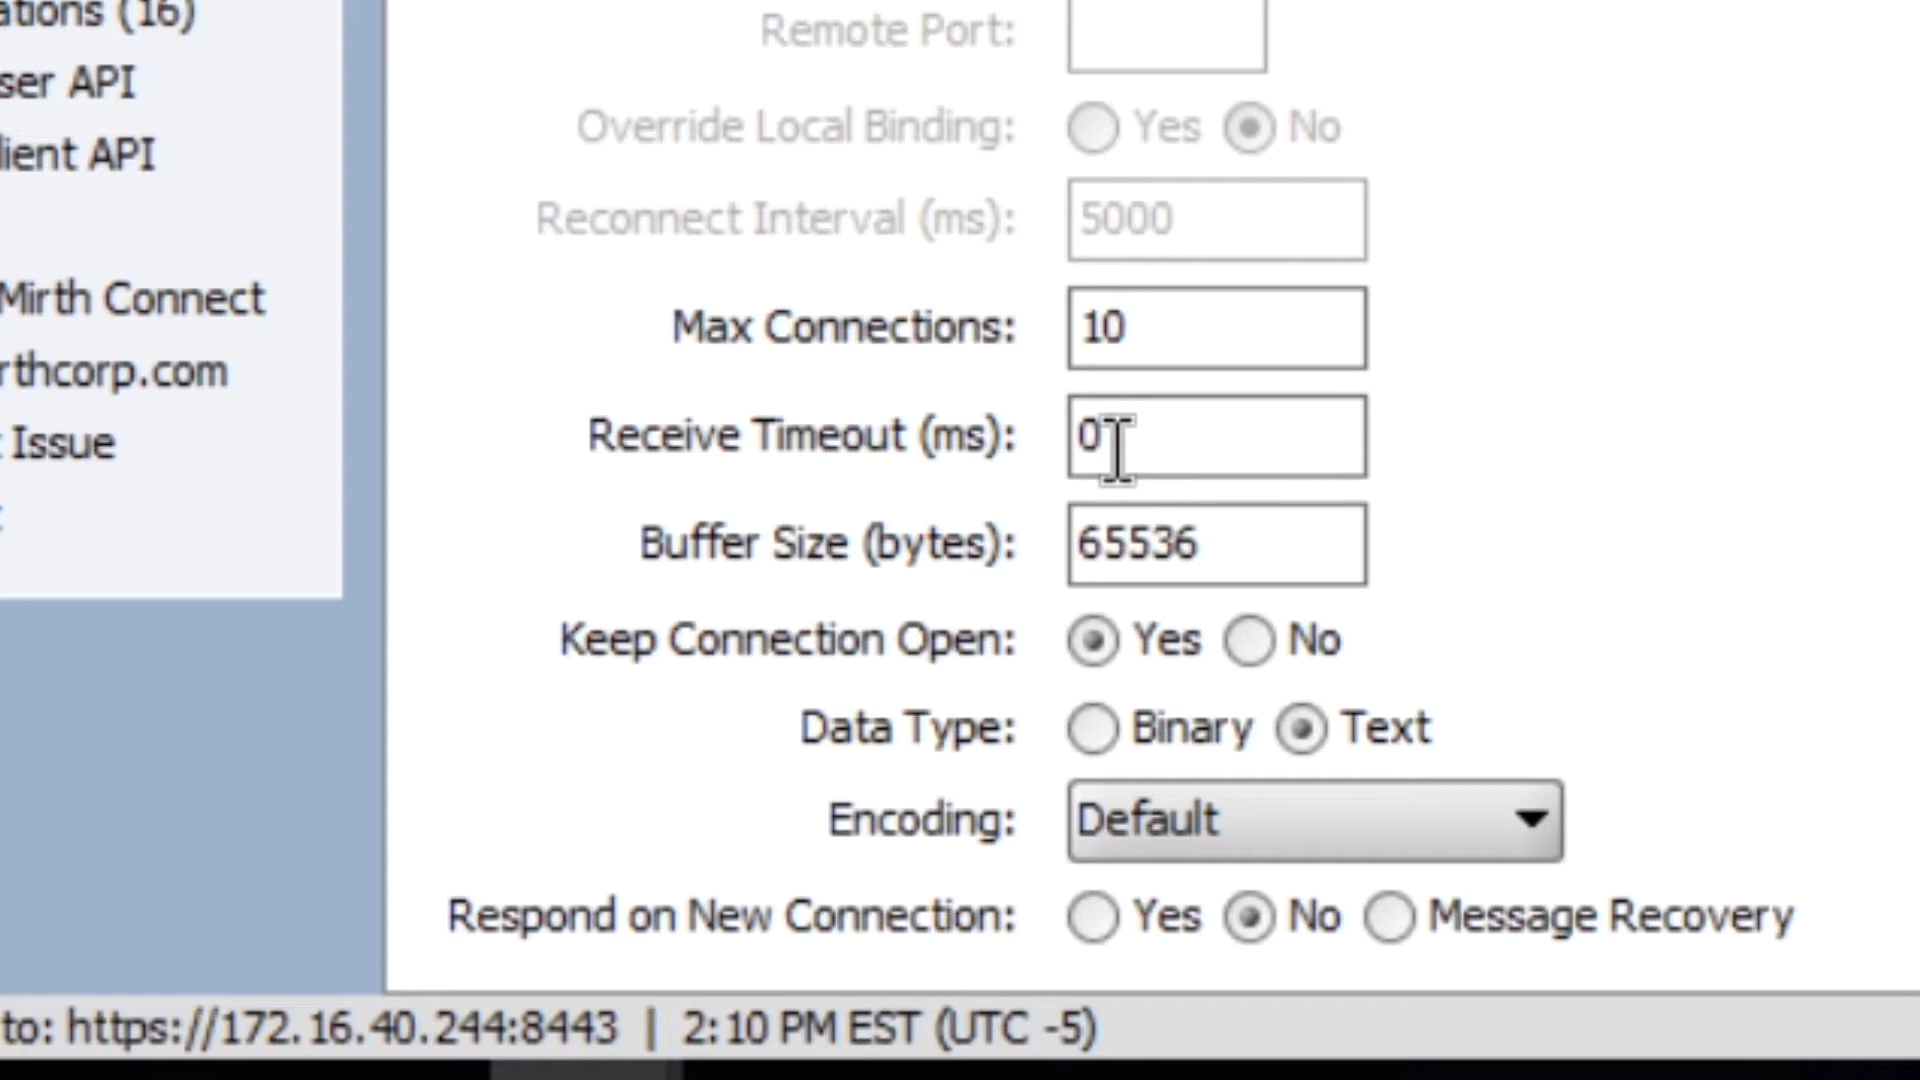 ations (16)
ser API
lient API
Mirth Connect
rthcorp.com
Issue
Remote Port:
Override Local Binding: Yes No
Reconnect Interval (ms): 5000
Max Connections: 10
Receive Timeout (ms): 0
Buffer Size (bytes): 65536
Keep Connection Open: Yes No
Data Type: Binary Text
Encoding: Default
Respond on New Connection: Yes No Message Recovery
to: https://172.16.40.244:8443 | 2:10 PM EST (UTC -5)